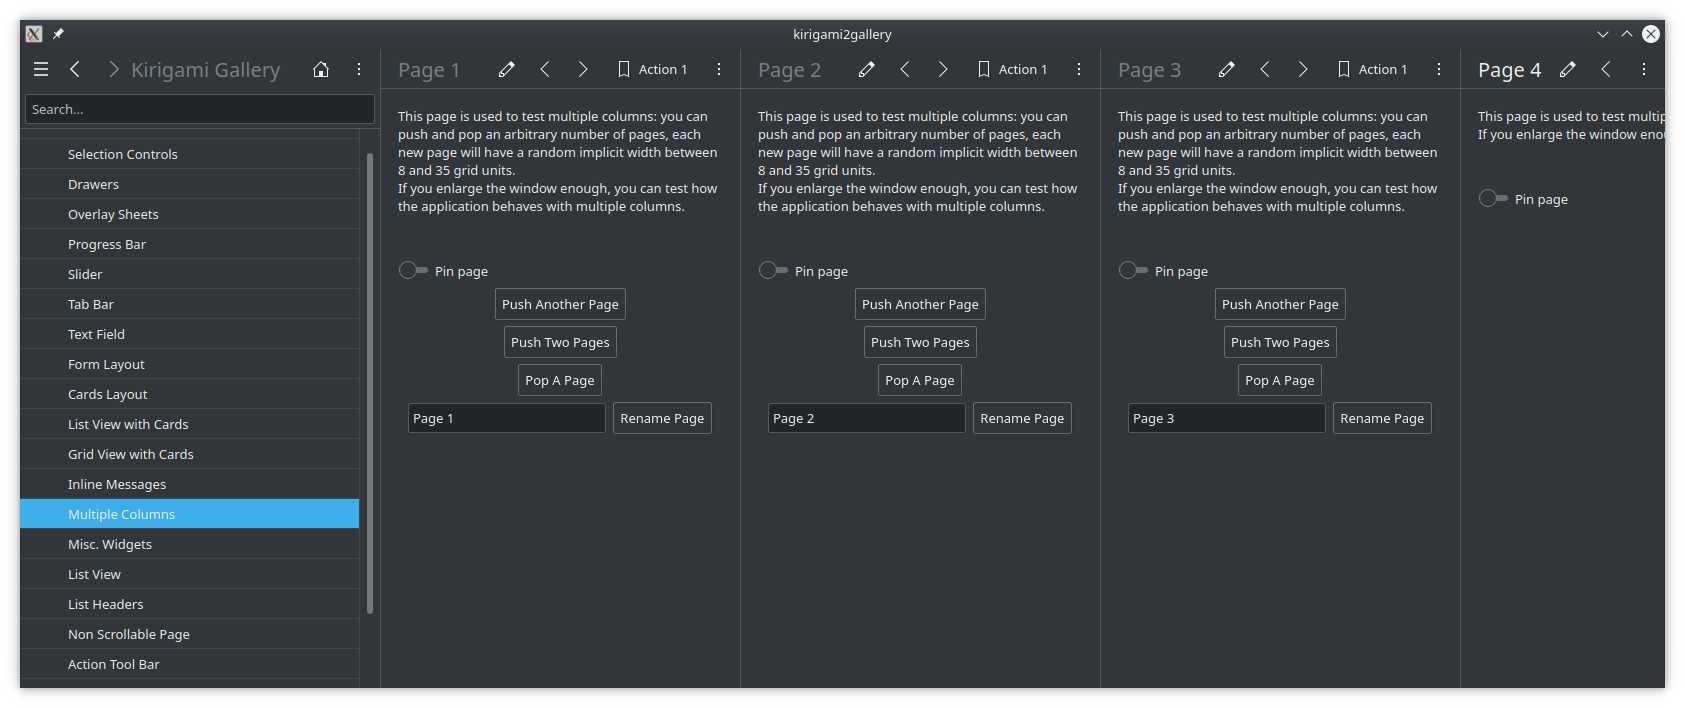 kirigami2gallery
Kirigami Gallery
Search...
Selection Controls
Drawers
Overlay Sheets
Progress Bar
Slider
Tab Bar
Text Field
Form Layout
Cards Layout
List View with Cards
Grid View with Cards
Inline Messages
Multiple Columns
Misc. Widgets
List View
List Headers
Non Scrollable Page
Action Tool Bar
Page 1
Action 1
This page is used to test multiple columns: you can
push and pop an arbitrary number of pages, each
new page will have a random implicit width between
8 and 35 grid units.
If you enlarge the window enough, you can test how
the application behaves with multiple columns.
Pin page
Push Another Page
Push Two Pages
Pop A Page
Page 1
Rename Page
Page 2
Action 1
This page is used to test multiple columns: you can
push and pop an arbitrary number of pages, each
new page will have a random implicit width between
8 and 35 grid units.
If you enlarge the window enough, you can test how
the application behaves with multiple columns.
Pin page
Push Another Page
Push Two Pages
Pop A Page
Page 2
Rename Page
Page 3
Action 1
This page is used to test multiple columns: you can
push and pop an arbitrary number of pages, each
new page will have a random implicit width between
8 and 35 grid units.
If you enlarge the window enough, you can test how
the application behaves with multiple columns.
Pin page
Push Another Page
Push Two Pages
Pop A Page
Page 3
Rename Page
Page 4
This page is used to test multip
If you enlarge the window enou
Pin page